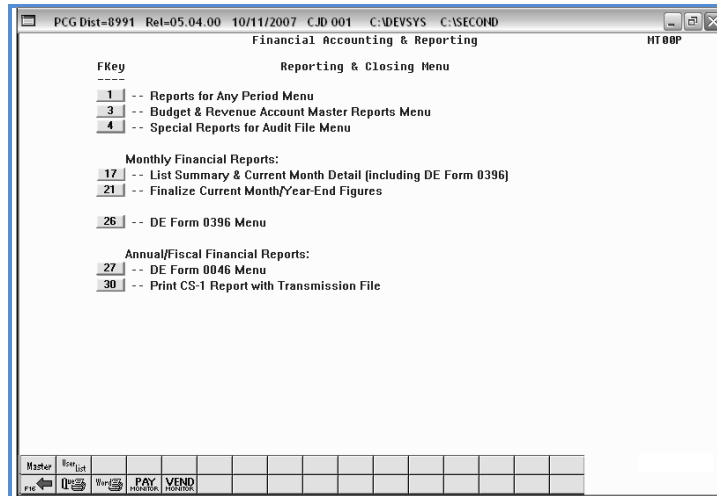 PCG Dist=8991 Rel=05.04.00 10/11/2007 CJD 001 C:\DEVSYS C:\SECOND
Financial Accounting & Reporting MT00P
FKey Reporting & Closing Menu
----
1 -- Reports for Any Period Menu
3 -- Budget & Revenue Account Master Reports Menu
4 -- Special Reports for Audit File Menu
Monthly Financial Reports:
17 -- List Summary & Current Month Detail (including DE Form 0396)
21 -- Finalize Current Month/Year-End Figures
26 -- DE Form 0396 Menu
Annual/Fiscal Financial Reports:
27 -- DE Form 0046 Menu
30 -- Print CS-1 Report with Transmission File
Master User List
F16 Que Word PAY MONITOR VEND MONITOR